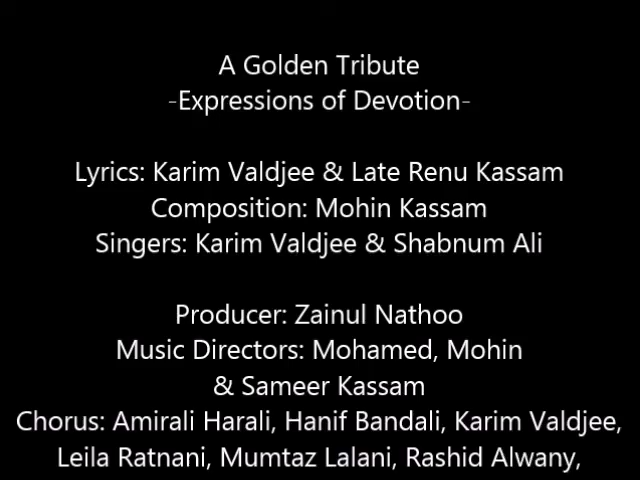 A Golden Tribute
-Expressions of Devotion-
Lyrics: Karim Valdjee & Late Renu Kassam
Composition: Mohin Kassam
Singers: Karim Valdjee & Shabnum Ali
Producer: Zainul Nathoo
Music Directors: Mohamed, Mohin
& Sameer Kassam
Chorus: Amirali Harali, Hanif Bandali, Karim Valdjee,
Leila Ratnani, Mumtaz Lalani, Rashid Alwany,